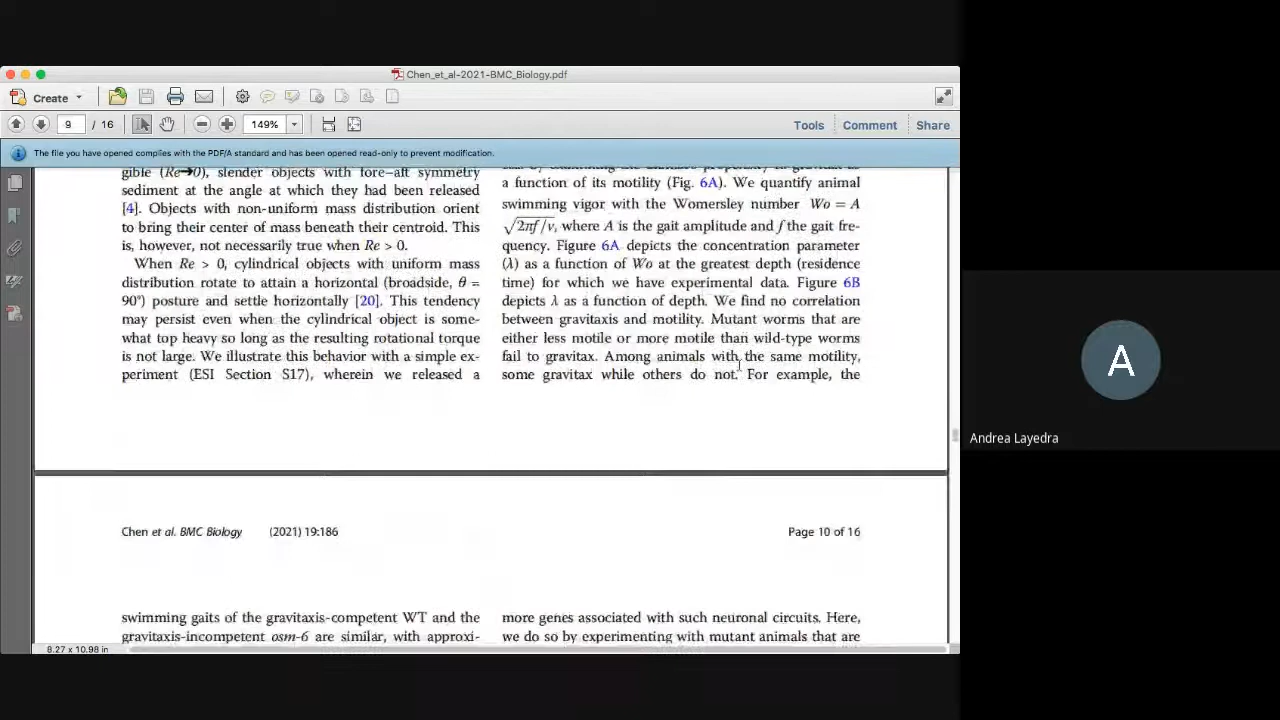 Chen_et_al-2021-BMC_Biology.pdf
Create
9 / 16
149%
Tools Comment Share
The file you have opened complies with the PDF/A standard and has been opened read-only to prevent modification.
gible (Re→0), slender objects with fore–aft symmetry
sediment at the angle at which they had been released
[4]. Objects with non-uniform mass distribution orient
to bring their center of mass beneath their centroid. This
is, however, not necessarily true when Re > 0.
When Re > 0, cylindrical objects with uniform mass
distribution rotate to attain a horizontal (broadside, θ =
90°) posture and settle horizontally [20]. This tendency
may persist even when the cylindrical object is some-
what top heavy so long as the resulting rotational torque
is not large. We illustrate this behavior with a simple ex-
periment (ESI Section S17), wherein we released a
a function of its motility (Fig. 6A). We quantify animal
swimming vigor with the Womersley number Wo = A
√2πf/ν, where A is the gait amplitude and f the gait fre-
quency. Figure 6A depicts the concentration parameter
(λ) as a function of Wo at the greatest depth (residence
time) for which we have experimental data. Figure 6B
depicts λ as a function of depth. We find no correlation
between gravitaxis and motility. Mutant worms that are
either less motile or more motile than wild-type worms
fail to gravitax. Among animals with the same motility,
some gravitax while others do not. For example, the
Chen et al. BMC Biology (2021) 19:186
Page 10 of 16
swimming gaits of the gravitaxis-competent WT and the
gravitaxis-incompetent osm-6 are similar, with approxi-
more genes associated with such neuronal circuits. Here,
we do so by experimenting with mutant animals that are
8.27 x 10.98 in
A
Andrea Layedra